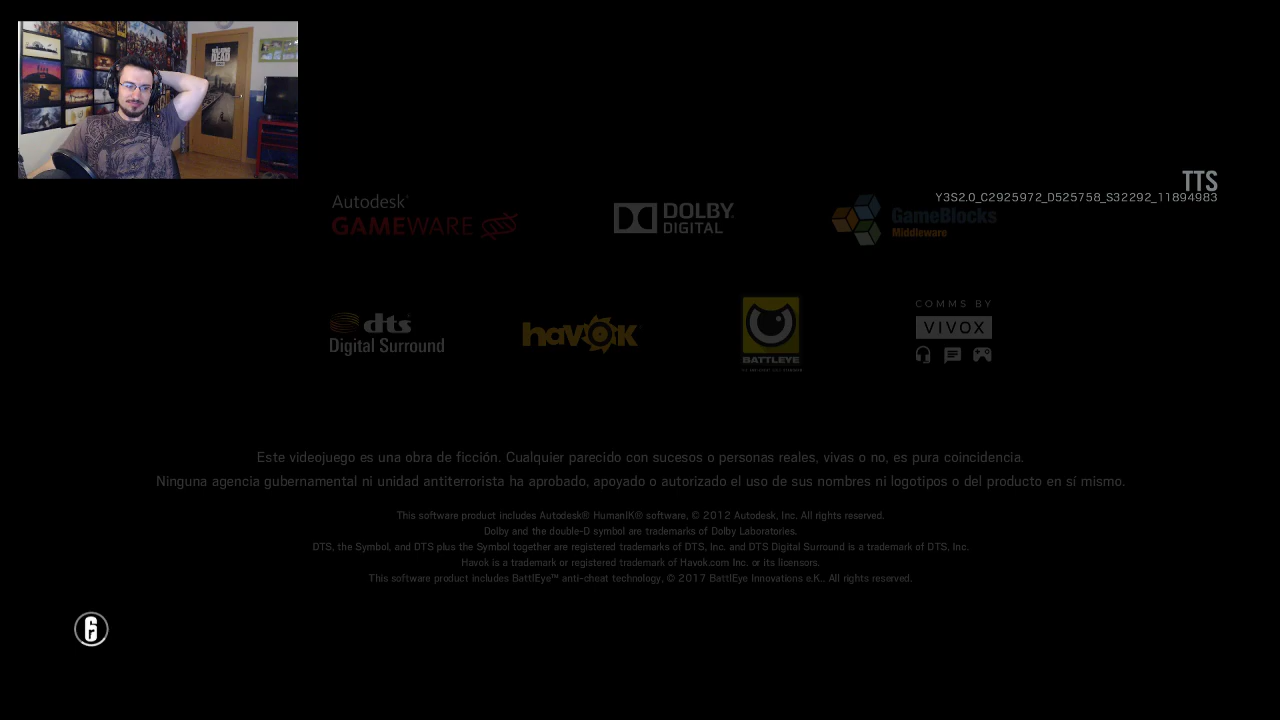 THE WALKING DEAD
TTS
Y3S2.0_C2925972_D525758_S32292_11894983
Autodesk®
GAMEWARE
DOLBY
DIGITAL
GameBlocks
Middleware
dts
Digital Surround
havok
BATTLEYE
COMMS BY
VIVOX
Este videojuego es una obra de ficción. Cualquier parecido con sucesos o personas reales, vivas o no, es pura coincidencia.
Ninguna agencia gubernamental ni unidad antiterrorista ha aprobado, apoyado o autorizado el uso de sus nombres ni logotipos o del producto en sí mismo.
This software product includes Autodesk® HumanIK® software, © 2012 Autodesk, Inc. All rights reserved.
Dolby and the double-D symbol are trademarks of Dolby Laboratories.
DTS, the Symbol, and DTS plus the Symbol together are registered trademarks of DTS, Inc. and DTS Digital Surround is a trademark of DTS, Inc.
Havok is a trademark or registered trademark of Havok.com Inc. or its licensors.
This software product includes BattlEye™ anti-cheat technology, © 2017 BattlEye Innovations e.K.. All rights reserved.
6